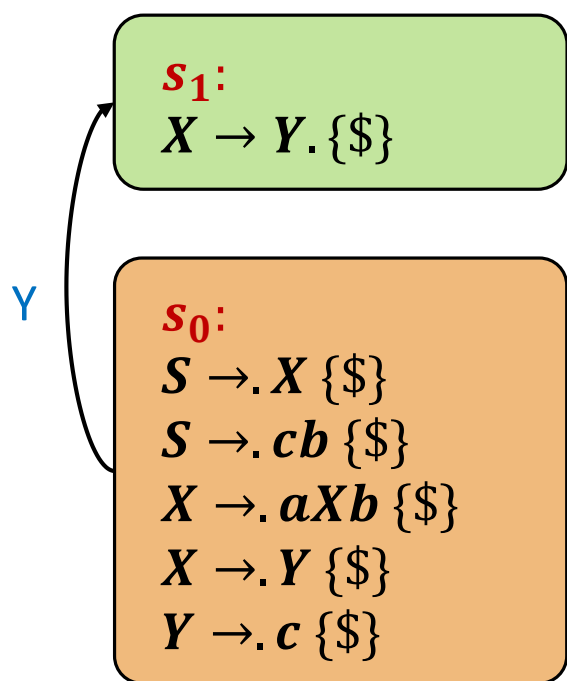 s₁:
X → Y. {$}
Y
s₀:
S →. X {$}
S →. cb {$}
X →. aXb {$}
X →. Y {$}
Y →. c {$}